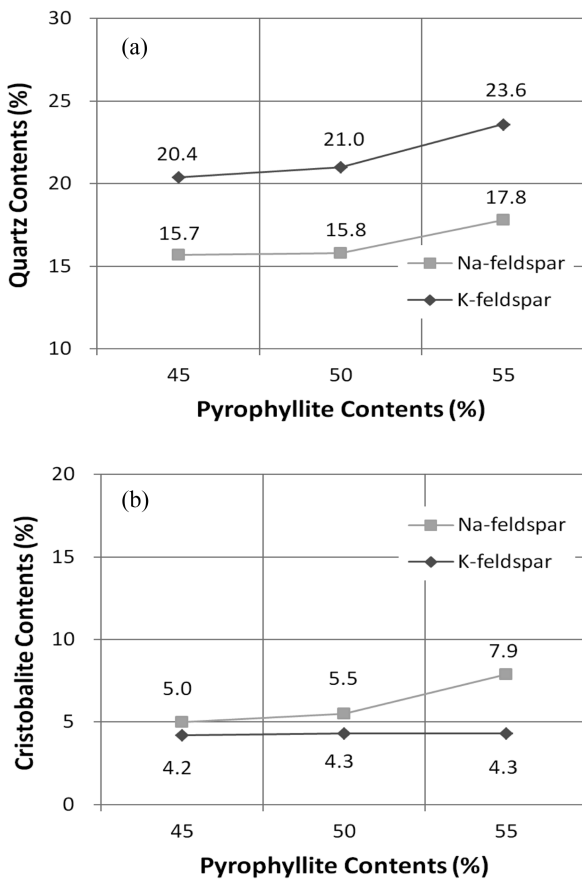 (a)
30
25
20
15
10
Quartz Contents (%)
20.4
21.0
23.6
15.7
15.8
17.8
Na-feldspar
K-feldspar
45
50
55
Pyrophyllite Contents (%)
(b)
20
15
10
5
0
Cristobalite Contents (%)
Na-feldspar
K-feldspar
5.0
5.5
7.9
4.2
4.3
4.3
45
50
55
Pyrophyllite Contents (%)